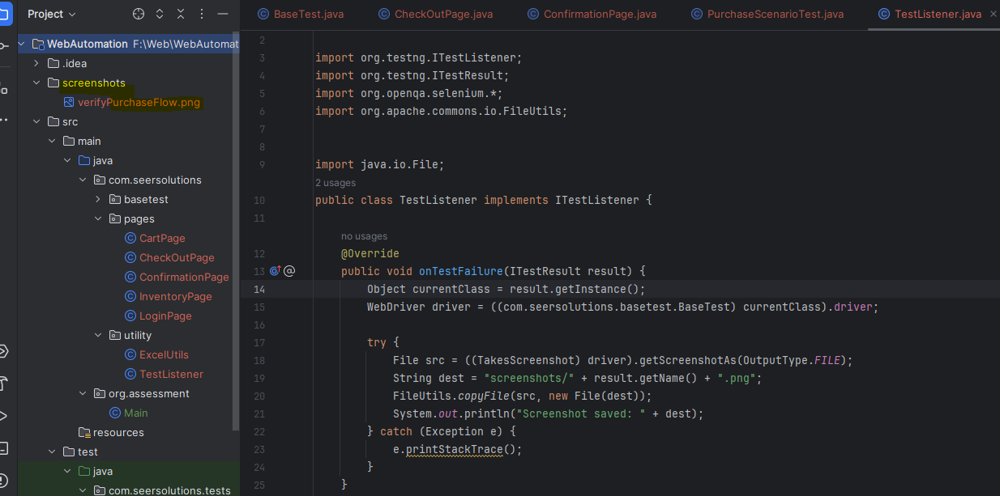 Project
BaseTest.java
CheckOutPage.java
ConfirmationPage.java
PurchaseScenarioTest.java
TestListener.java
WebAutomation F:\Web\WebAutomat
.idea
screenshots
verifyPurchaseFlow.png
src
main
java
com.seersolutions
basetest
pages
CartPage
CheckOutPage
ConfirmationPage
InventoryPage
LoginPage
utility
ExcelUtils
TestListener
org.assessment
Main
resources
test
java
com.seersolutions.tests
2
3 import org.testng.ITestListener;
4 import org.testng.ITestResult;
5 import org.openqa.selenium.*;
6 import org.apache.commons.io.FileUtils;
7
8
9 import java.io.File;
2 usages
10 public class TestListener implements ITestListener {
11
no usages
12 @Override
13 public void onTestFailure(ITestResult result) {
14 Object currentClass = result.getInstance();
15 WebDriver driver = ((com.seersolutions.basetest.BaseTest) currentClass).driver;
16
17 try {
18 File src = ((TakesScreenshot) driver).getScreenshotAs(OutputType.FILE);
19 String dest = "screenshots/" + result.getName() + ".png";
20 FileUtils.copyFile(src, new File(dest));
21 System.out.println("Screenshot saved: " + dest);
22 } catch (Exception e) {
23 e.printStackTrace();
24 }
25 }